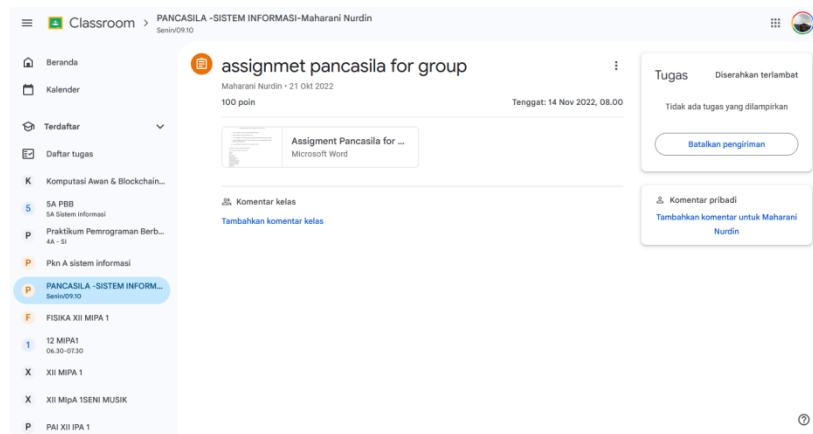 Classroom > PANCASILA -SISTEM INFORMASI-Maharani Nurdin
Senin/09.10
Beranda
Kalender
Terdaftar
Daftar tugas
K Komputasi Awan & Blockchain...
5 5A PBB
5A Sistem Informasi
P Praktikum Pemrograman Berb...
4A - SI
P Pkn A sistem informasi
P PANCASILA -SISTEM INFORM...
Senin/09.10
F FISIKA XII MIPA 1
1 12 MIPA1
06.30-07.30
X XII MIPA 1
X XII MIpA 1SENI MUSIK
P PAI XII IPA 1
assignmet pancasila for group
Maharani Nurdin • 21 Okt 2022
100 poin
Tenggat: 14 Nov 2022, 08.00
Assigment Pancasila for ...
Microsoft Word
Komentar kelas
Tambahkan komentar kelas
Tugas
Diserahkan terlambat
Tidak ada tugas yang dilampirkan
Batalkan pengiriman
Komentar pribadi
Tambahkan komentar untuk Maharani
Nurdin